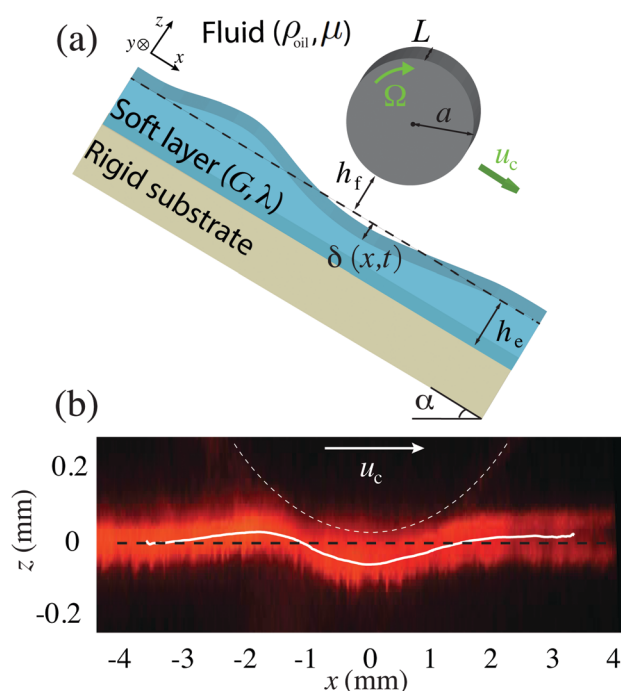 (a)
z
y⊗
x
Fluid (ρoil, μ)
L
Ω
a
uc
hf
Soft layer (G, λ)
Rigid substrate
δ (x,t)
he
α
(b)
uc
0.2
0
-0.2
z (mm)
-4 -3 -2 -1 0 1 2 3 4
x (mm)